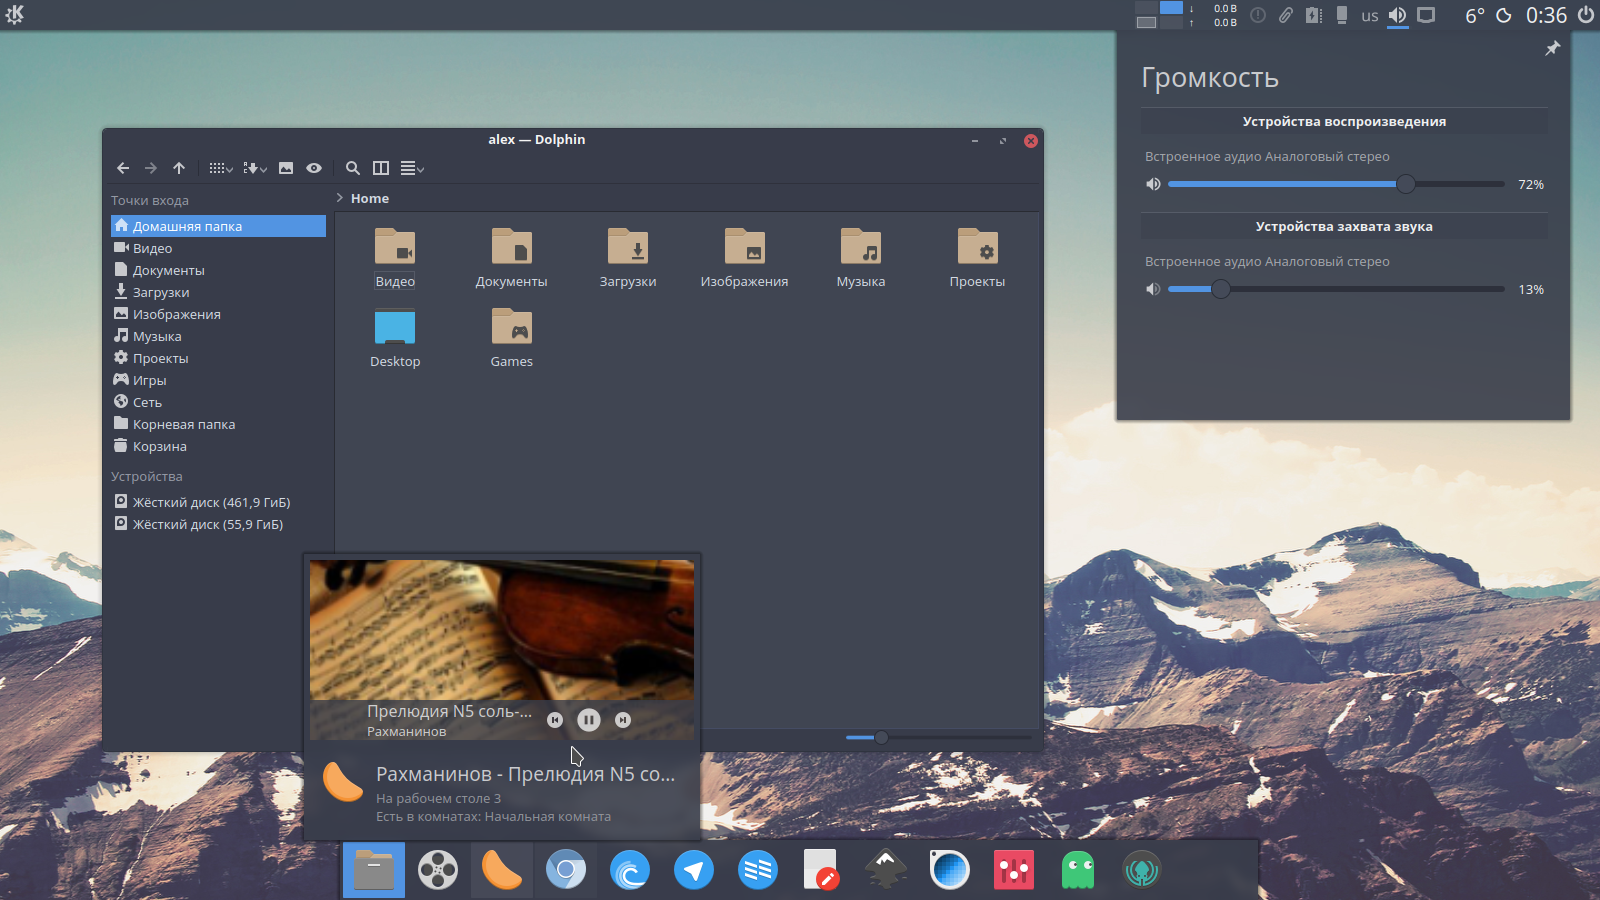 0.0 B
0.0 B
us
6°
0:36
Громкость
Устройства воспроизведения
Встроенное аудио Аналоговый стерео
72%
Устройства захвата звука
Встроенное аудио Аналоговый стерео
13%
alex — Dolphin
Точки входа
Домашняя папка
Видео
Документы
Загрузки
Изображения
Музыка
Проекты
Игры
Сеть
Корневая папка
Корзина
Устройства
Жёсткий диск (461,9 ГиБ)
Жёсткий диск (55,9 ГиБ)
Home
Видео
Документы
Загрузки
Изображения
Музыка
Проекты
Desktop
Games
Прелюдия N5 соль-...
Рахманинов
Рахманинов - Прелюдия N5 со...
На рабочем столе 3
Есть в комнатах: Начальная комната